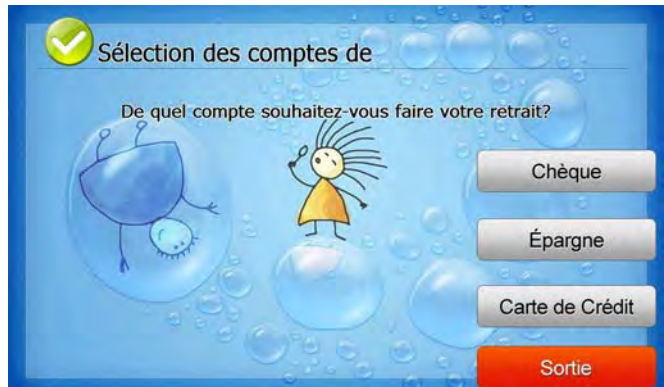 Sélection des comptes de
De quel compte souhaitez-vous faire votre retrait?
Chèque
Épargne
Carte de Crédit
Sortie